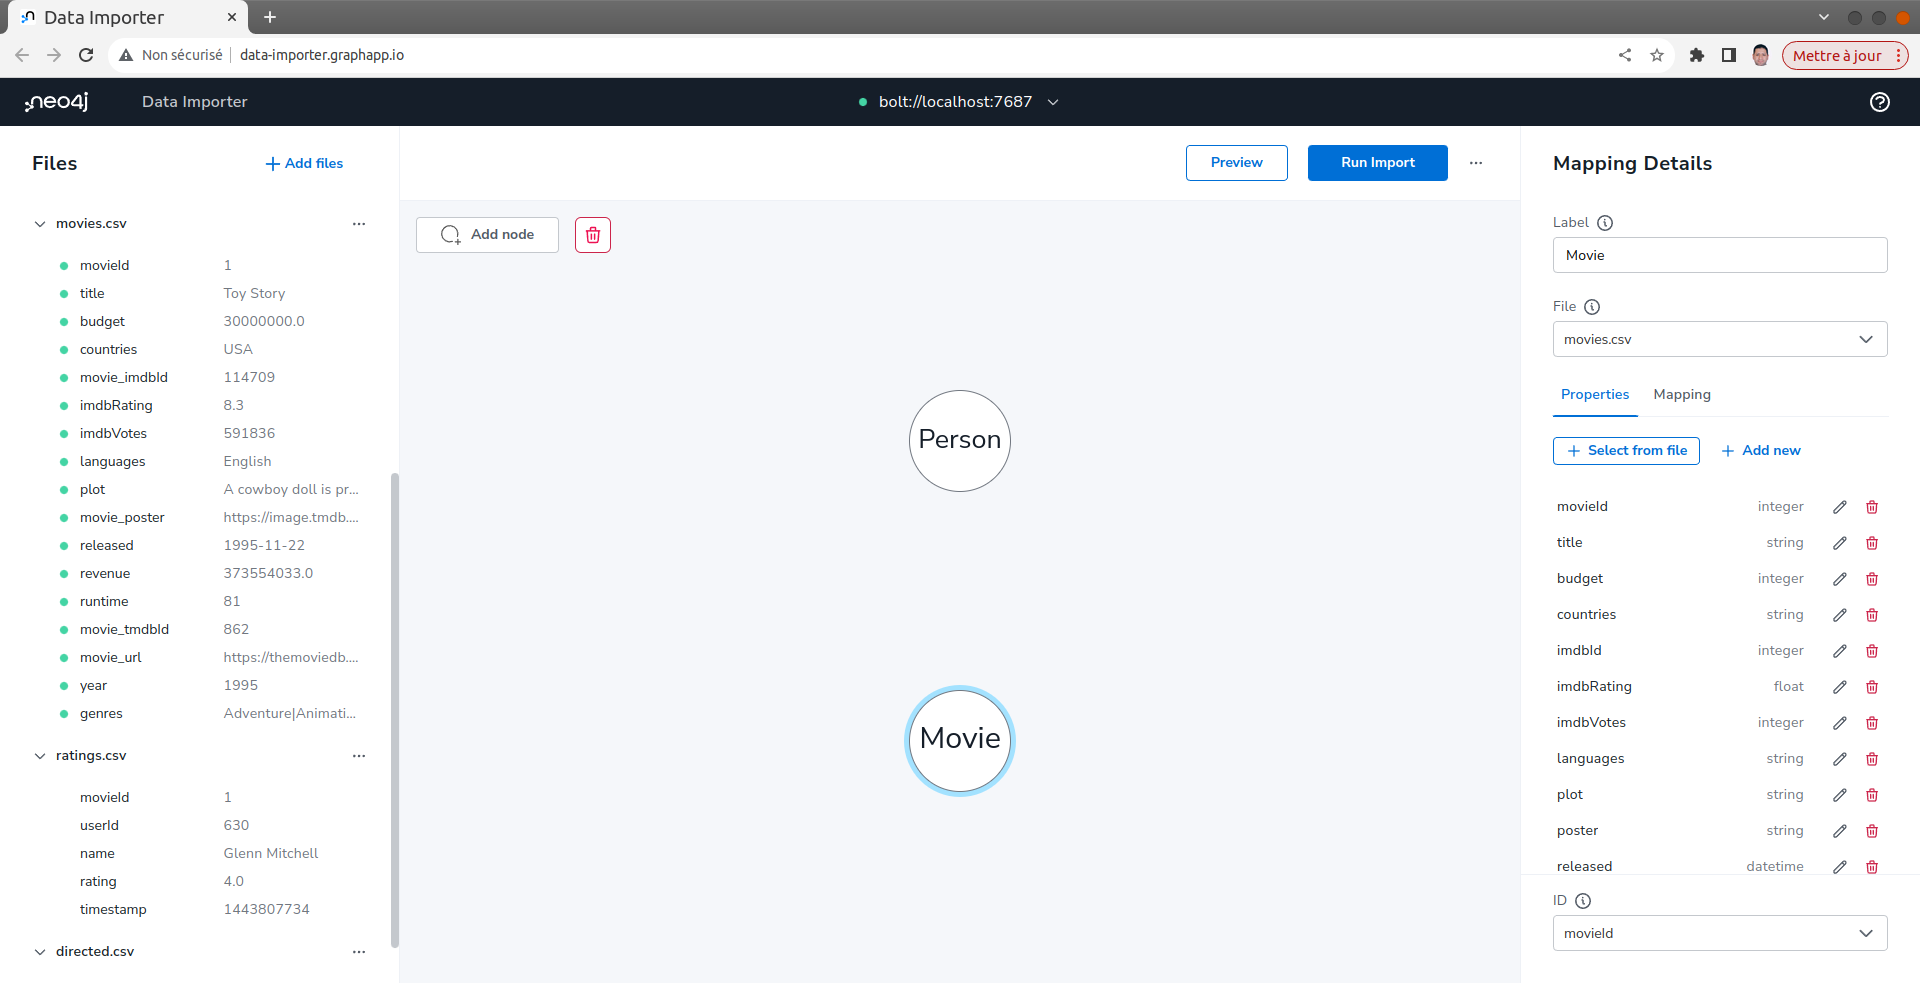 Data Importer
Non sécurisé data-importer.graphapp.io Mettre à jour
neo4j Data Importer bolt://localhost:7687
Files Add files
movies.csv
movieId 1
title Toy Story
budget 30000000.0
countries USA
movie_imdbId 114709
imdbRating 8.3
imdbVotes 591836
languages English
plot A cowboy doll is pr...
movie_poster https://image.tmdb....
released 1995-11-22
revenue 373554033.0
runtime 81
movie_tmdbId 862
movie_url https://themoviedb....
year 1995
genres Adventure|Animati...
ratings.csv
movieId 1
userId 630
name Glenn Mitchell
rating 4.0
timestamp 1443807734
directed.csv
Preview Run Import
Add node
Person
Movie
Mapping Details
Label
Movie
File
movies.csv
Properties Mapping
Select from file Add new
movieId integer
title string
budget integer
countries string
imdbId integer
imdbRating float
imdbVotes integer
languages string
plot string
poster string
released datetime
ID
movieId